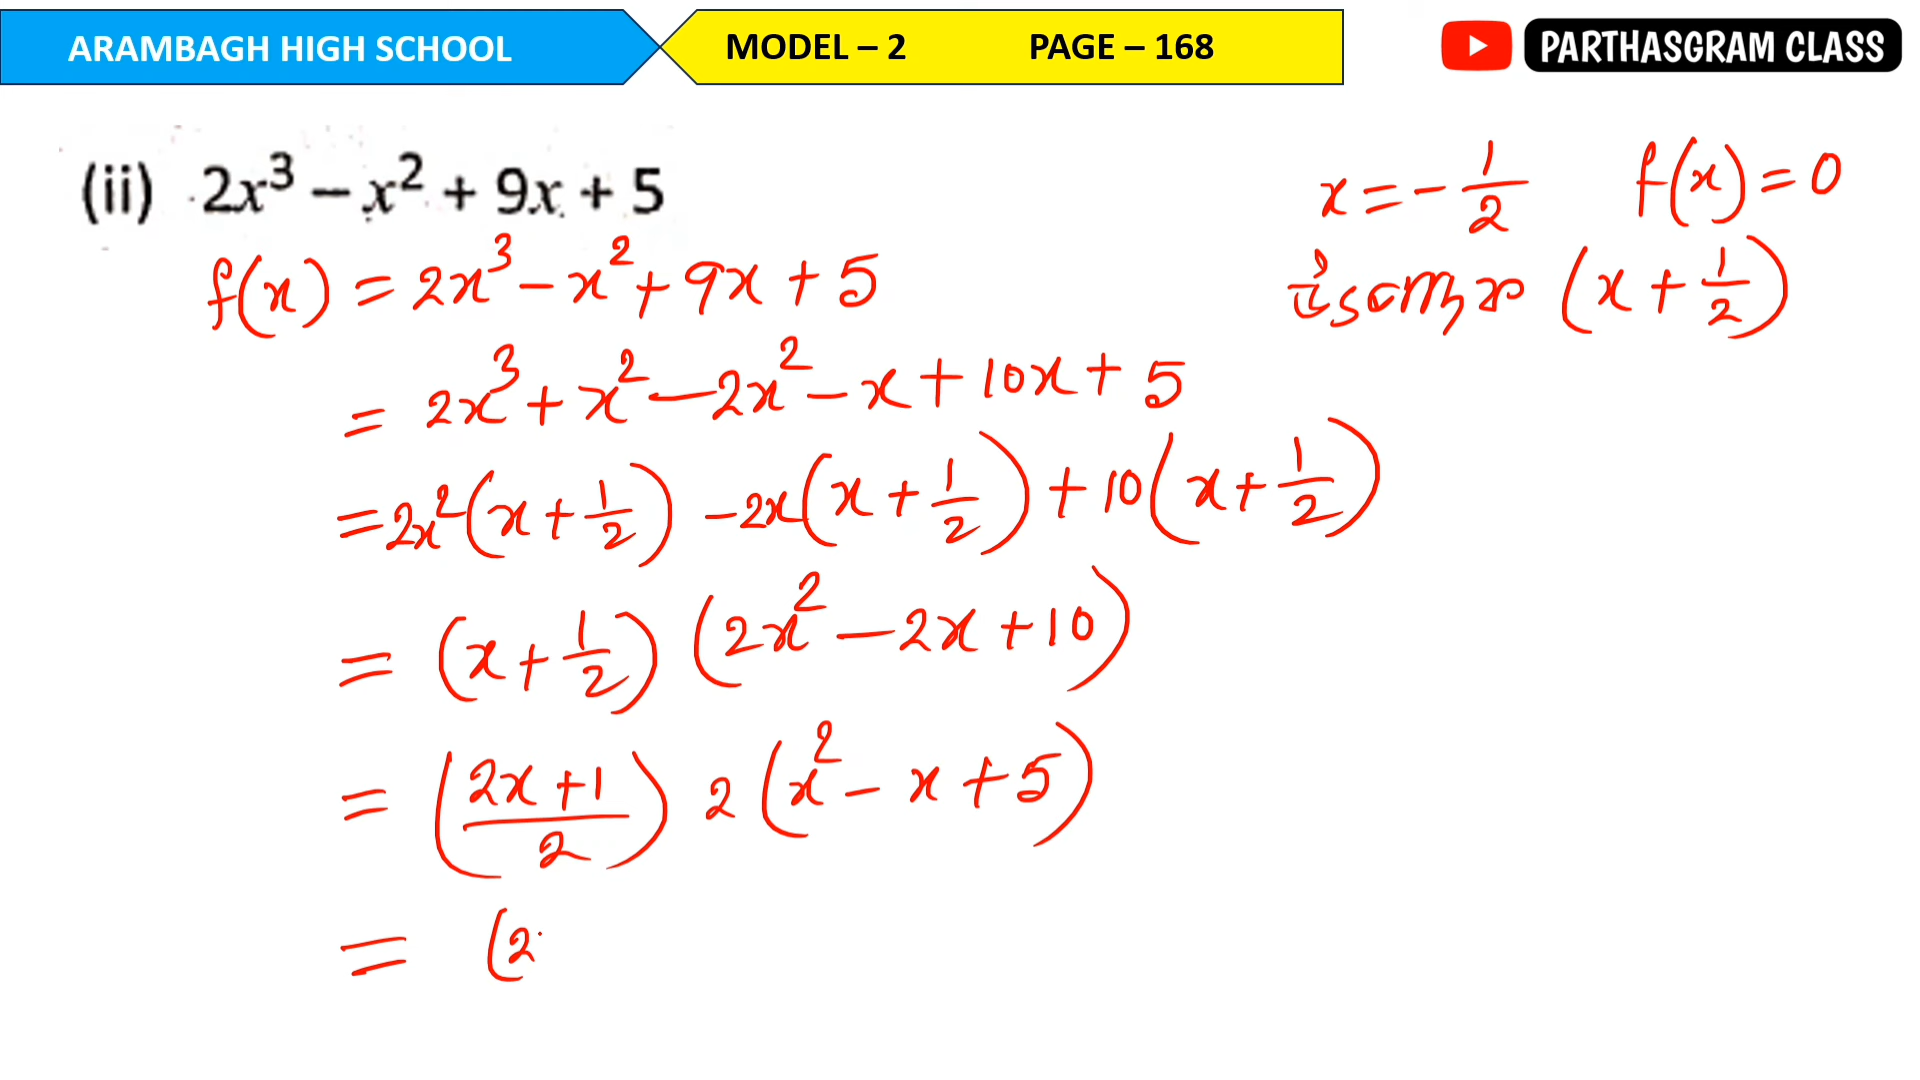 ARAMBAGH HIGH SCHOOL
MODEL – 2 PAGE – 168
PARTHASGRAM CLASS
(ii) 2x³ – x² + 9x + 5
x = -1/2 f(x) = 0
f(x) = 2x³ - x² + 9x + 5
(x + 1/2)
= 2x³ + x² - 2x² - x + 10x + 5
= 2x²(x + 1/2) - 2x(x + 1/2) + 10(x + 1/2)
= (x + 1/2) (2x² - 2x + 10)
= ((2x + 1)/2) 2 (x² - x + 5)
= (2